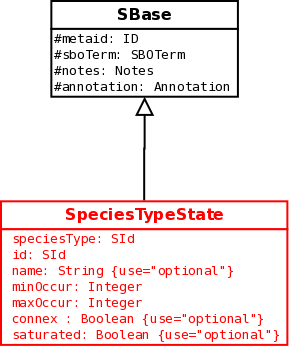 SBase
#metaid: ID
#sboTerm: SBOTerm
#notes: Notes
#annotation: Annotation
SpeciesTypeState
speciesType: SId
id: SId
name: String {use="optional"}
minOccur: Integer
maxOccur: Integer
connex : Boolean {use="optional"}
saturated: Boolean {use="optional"}